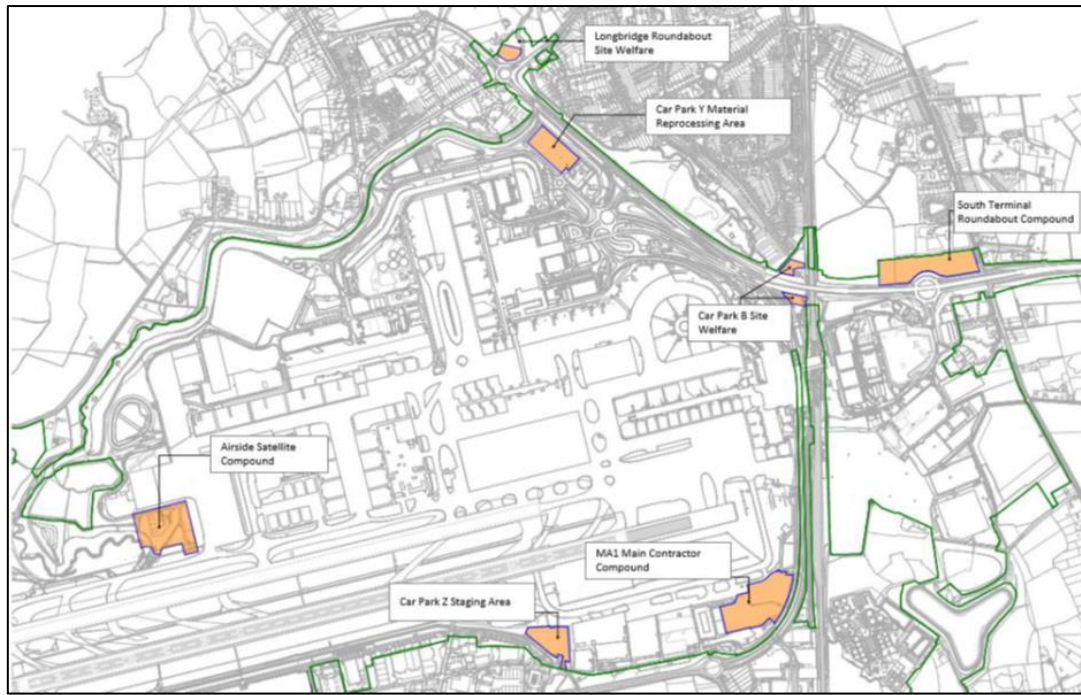 Longbridge Roundabout
Site Welfare
Car Park Y Material
Reprocessing Area
South Terminal
Roundabout Compound
Car Park B Site
Welfare
Airside Satellite
Compound
MA1 Main Contractor
Compound
Car Park Z Staging Area